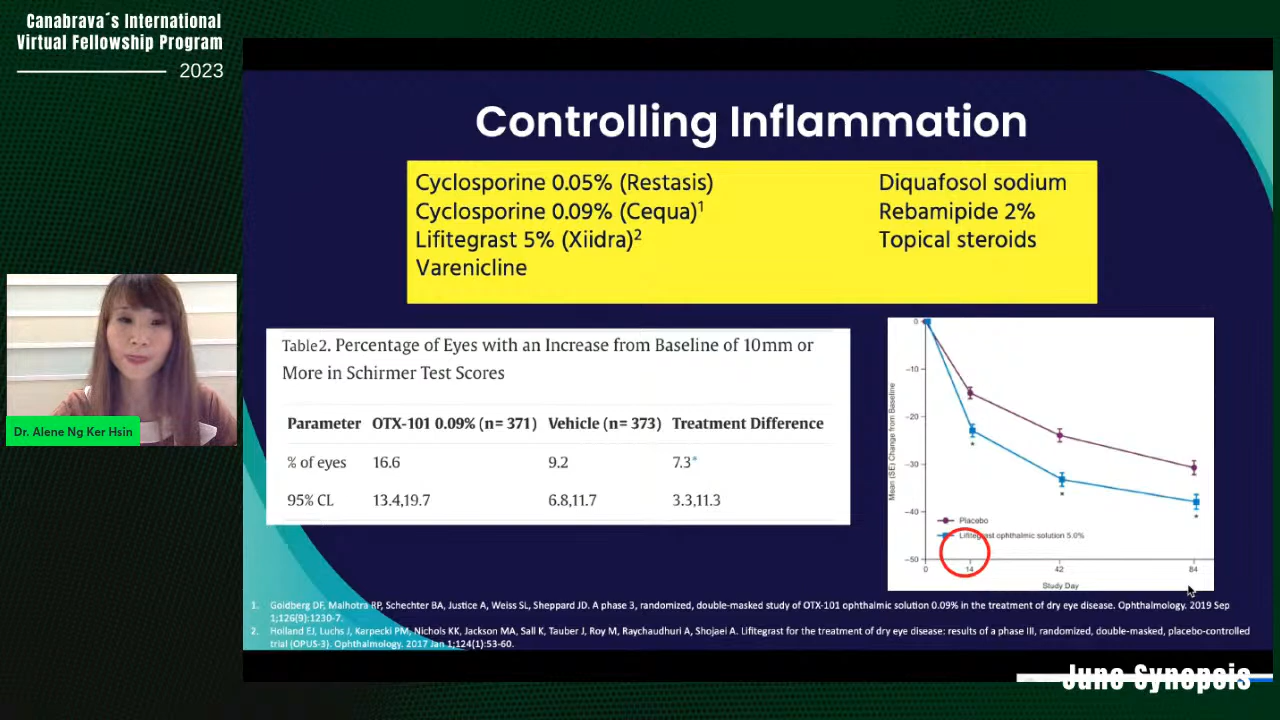 Canabrava´s International
Virtual Fellowship Program
2023
Controlling Inflammation
Cyclosporine 0.05% (Restasis)
Cyclosporine 0.09% (Cequa)1
Lifitegrast 5% (Xiidra)2
Varenicline
Diquafosol sodium
Rebamipide 2%
Topical steroids
Dr. Alene Ng Ker Hsin
Table2. Percentage of Eyes with an Increase from Baseline of 10mm or
More in Schirmer Test Scores
Parameter OTX-101 0.09% (n= 371) Vehicle (n= 373) Treatment Difference
% of eyes 16.6 9.2 7.3*
95% CL 13.4,19.7 6.8,11.7 3.3,11.3
Mean (SE) Change from Baseline
0
-10
-20
-30
-40
-50
* * *
Placebo
Lifitegrast ophthalmic solution 5.0%
0 14 42 84
Study Day
1. Goldberg DF, Malhotra RP, Schechter BA, Justice A, Weiss SL, Sheppard JD. A phase 3, randomized, double-masked study of OTX-101 ophthalmic solution 0.09% in the treatment of dry eye disease. Ophthalmology. 2019 Sep
1;126(9):1230-7.
2. Holland EJ, Luchs J, Karpecki PM, Nichols KK, Jackson MA, Sall K, Tauber J, Roy M, Raychaudhuri A, Shojaei A. Lifitegrast for the treatment of dry eye disease: results of a phase III, randomized, double-masked, placebo-controlled
trial (OPUS-3). Ophthalmology. 2017 Jan 1;124(1):53-60.
June Synopsis